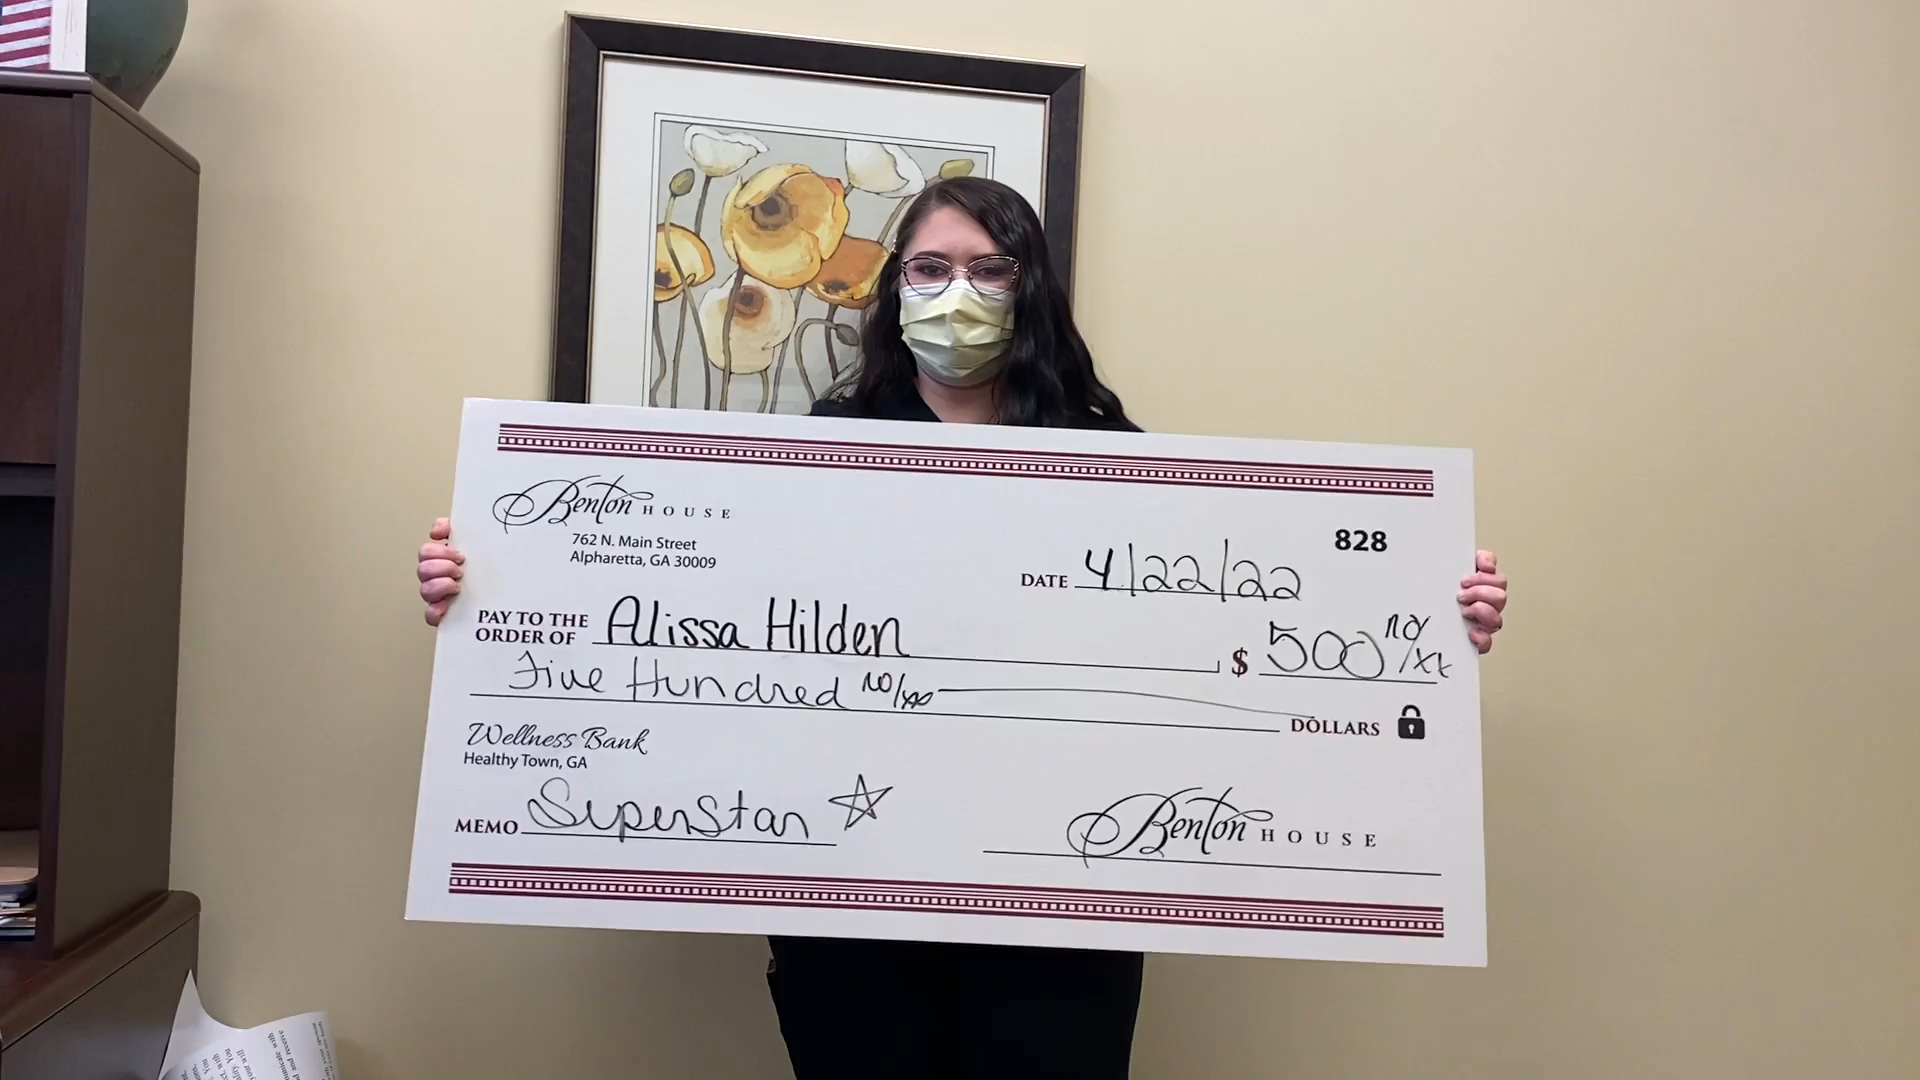 Benton HOUSE
762 N. Main Street
Alpharetta, GA 30009
828
DATE 4/22/22
PAY TO THE
ORDER OF Alissa Hilden $ 500 no/xx
Five Hundred no/xx DOLLARS
Wellness Bank
Healthy Town, GA
MEMO SuperStar
Benton HOUSE